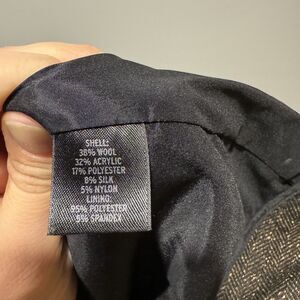 SHELL:
38% WOOL
32% ACRYLIC
17% POLYESTER
8% SILK
5% NYLON
LINING:
95% POLYESTER
5% SPANDEX